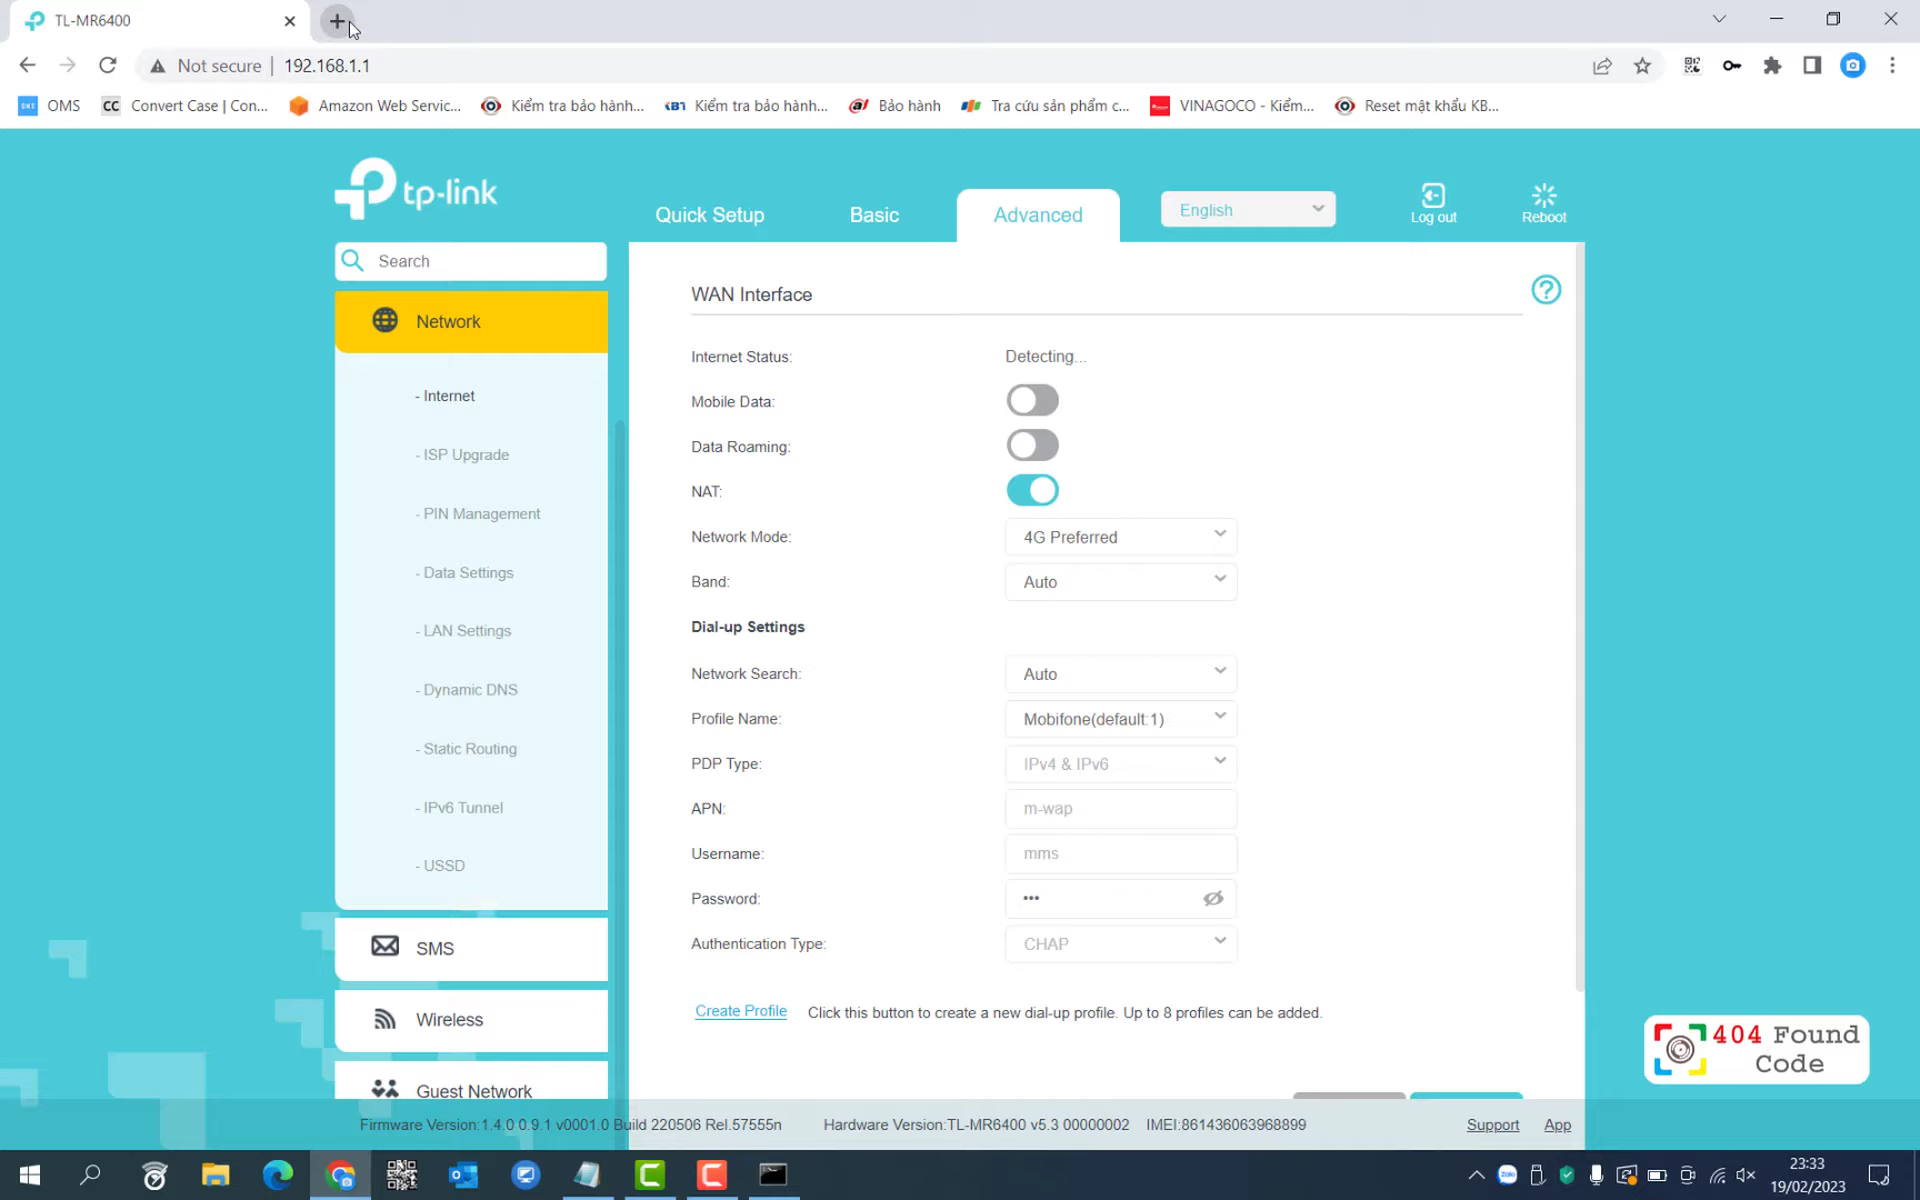 TL-MR6400
Not secure
192.168.1.1
OMS
CC Convert Case | Con...
Amazon Web Servic...
Kiểm tra bảo hành...
Kiểm tra bảo hành...
Bảo hành
Tra cứu sản phẩm c...
VINAGOCO - Kiểm...
Reset mật khẩu KB...
tp-link
Quick Setup
Basic
Advanced
English
Log out
Reboot
Search
Network
- Internet
- ISP Upgrade
- PIN Management
- Data Settings
- LAN Settings
- Dynamic DNS
- Static Routing
- IPv6 Tunnel
- USSD
SMS
Wireless
Guest Network
WAN Interface
Internet Status: Detecting...
Mobile Data:
Data Roaming:
NAT:
Network Mode: 4G Preferred
Band: Auto
Dial-up Settings
Network Search: Auto
Profile Name: Mobifone(default:1)
PDP Type: IPv4 & IPv6
APN: m-wap
Username: mms
Password: •••
Authentication Type: CHAP
Create Profile Click this button to create a new dial-up profile. Up to 8 profiles can be added.
404 Found
Code
Firmware Version:1.4.0 0.9.1 v0001.0 Build 220506 Rel.57555n
Hardware Version:TL-MR6400 v5.3 00000002
IMEI:861436063968899
Support
App
23:33
19/02/2023